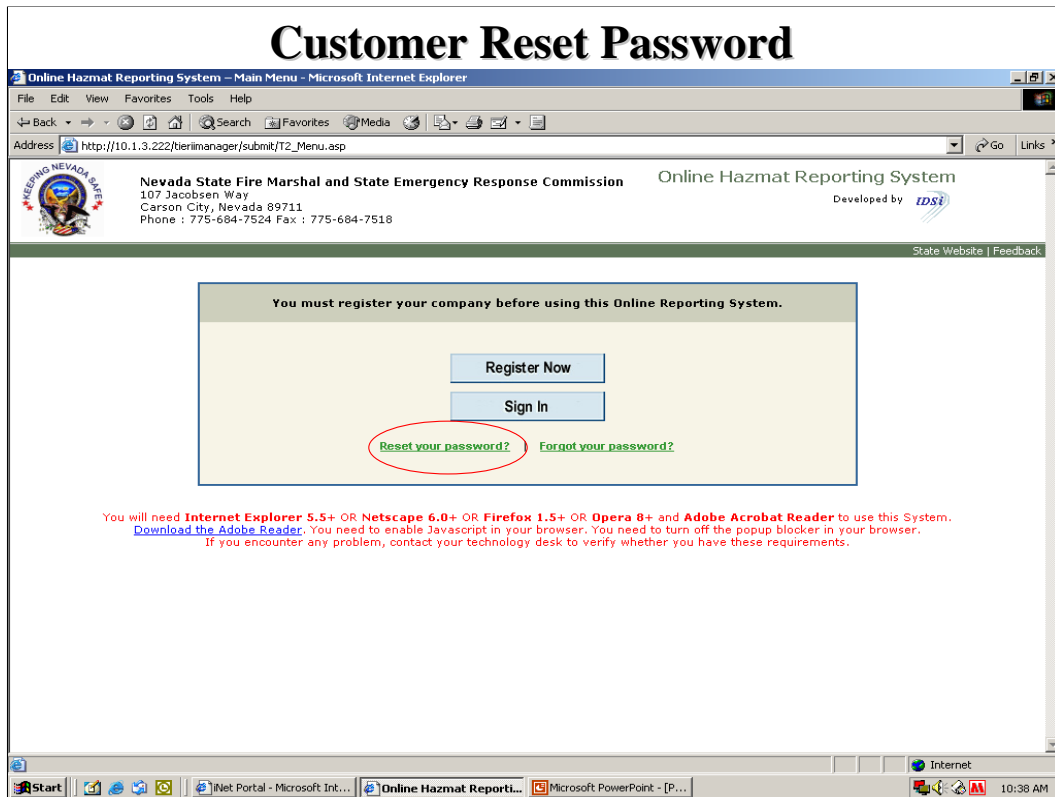 Customer Reset Password
Online Hazmat Reporting System – Main Menu - Microsoft Internet Explorer
File Edit View Favorites Tools Help
Back Search Favorites Media
Address http://10.1.3.222/tieriimanager/submit/T2_Menu.asp Go Links
KEEPING NEVADA SAFE
Nevada State Fire Marshal and State Emergency Response Commission
107 Jacobsen Way
Carson City, Nevada 89711
Phone : 775-684-7524 Fax : 775-684-7518
Online Hazmat Reporting System
Developed by IDSi
State Website | Feedback
You must register your company before using this Online Reporting System.
Register Now
Sign In
Reset your password? | Forgot your password?
You will need Internet Explorer 5.5+ OR Netscape 6.0+ OR Firefox 1.5+ OR Opera 8+ and Adobe Acrobat Reader to use this System.
Download the Adobe Reader. You need to enable Javascript in your browser. You need to turn off the popup blocker in your browser.
If you encounter any problem, contact your technology desk to verify whether you have these requirements.
Internet
Start iNet Portal - Microsoft Int... Online Hazmat Reporti... Microsoft PowerPoint - [P... 10:38 AM